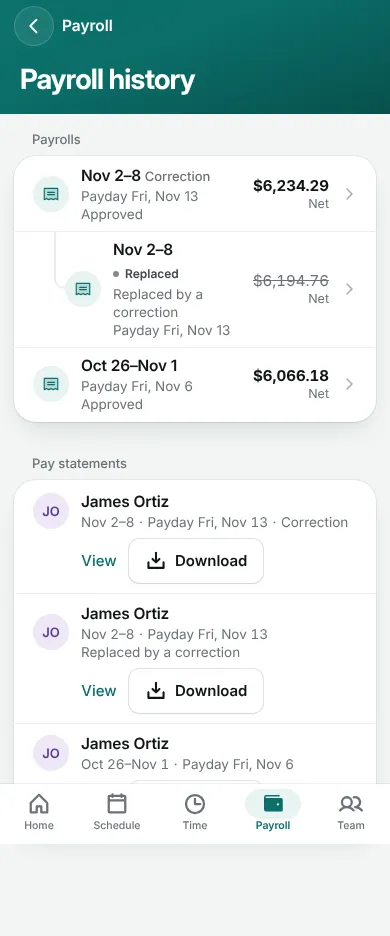 Payroll
Payroll history
Payrolls
Nov 2–8 Correction
Payday Fri, Nov 13
Approved
$6,234.29
Net
Nov 2–8
Replaced
Replaced by a
correction
Payday Fri, Nov 13
$6,194.76
Net
Oct 26–Nov 1
Payday Fri, Nov 6
Approved
$6,066.18
Net
Pay statements
JO
James Ortiz
Nov 2–8 · Payday Fri, Nov 13 · Correction
View
Download
JO
James Ortiz
Nov 2–8 · Payday Fri, Nov 13
Replaced by a correction
View
Download
JO
James Ortiz
Oct 26–Nov 1 · Payday Fri, Nov 6
Home
Schedule
Time
Payroll
Team